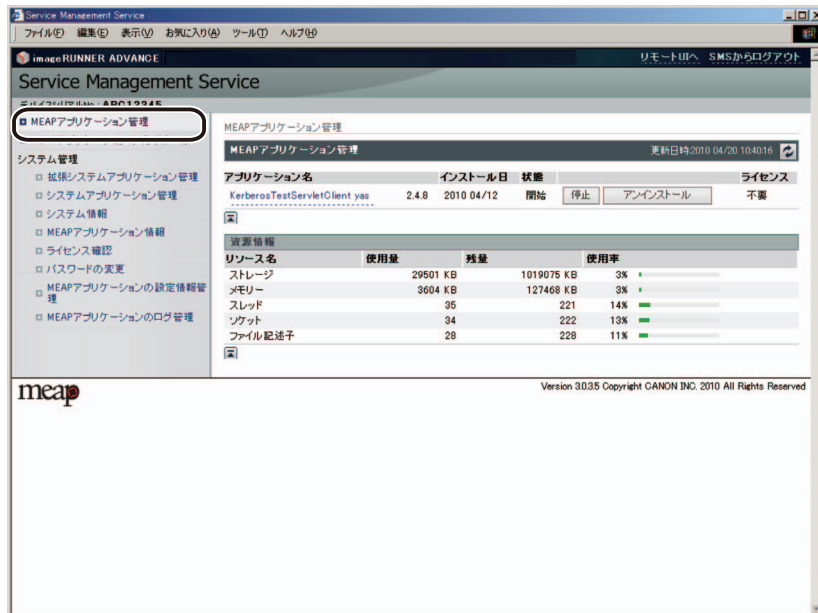 Service Management Service
ファイル(F) 編集(E) 表示(V) お気に入り(A) ツール(T) ヘルプ(H)
imageRUNNER ADVANCE リモートUIへ SMSからログアウト
Service Management Service
デバイスシリアルNo.: ABC12345
MEAPアプリケーション管理
システム管理
拡張システムアプリケーション管理
システムアプリケーション管理
システム情報
MEAPアプリケーション情報
ライセンス確認
パスワードの変更
MEAPアプリケーションの設定情報管
理
MEAPアプリケーションのログ管理
MEAPアプリケーション管理
MEAPアプリケーション管理 更新日時:2010 04/20 10:40:16
アプリケーション名 インストール日 状態 ライセンス
KerberosTestServletClient yas 2.4.8 2010 04/12 開始 停止 アンインストール 不要
資源情報
リソース名 使用量 残量 使用率
ストレージ 29501 KB 1019075 KB 3%
メモリー 3604 KB 127468 KB 3%
スレッド 35 221 14%
ソケット 34 222 13%
ファイル記述子 28 228 11%
meap Version 3.0.35 Copyright CANON INC. 2010 All Rights Reserved